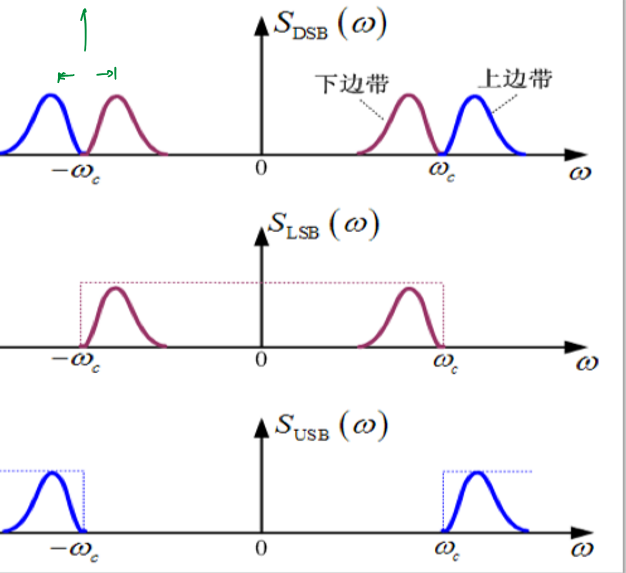 S_DSB (ω)
下边带
上边带
−ω_c
0
ω_c
ω
S_LSB (ω)
−ω_c
0
ω_c
ω
S_USB (ω)
−ω_c
0
ω_c
ω